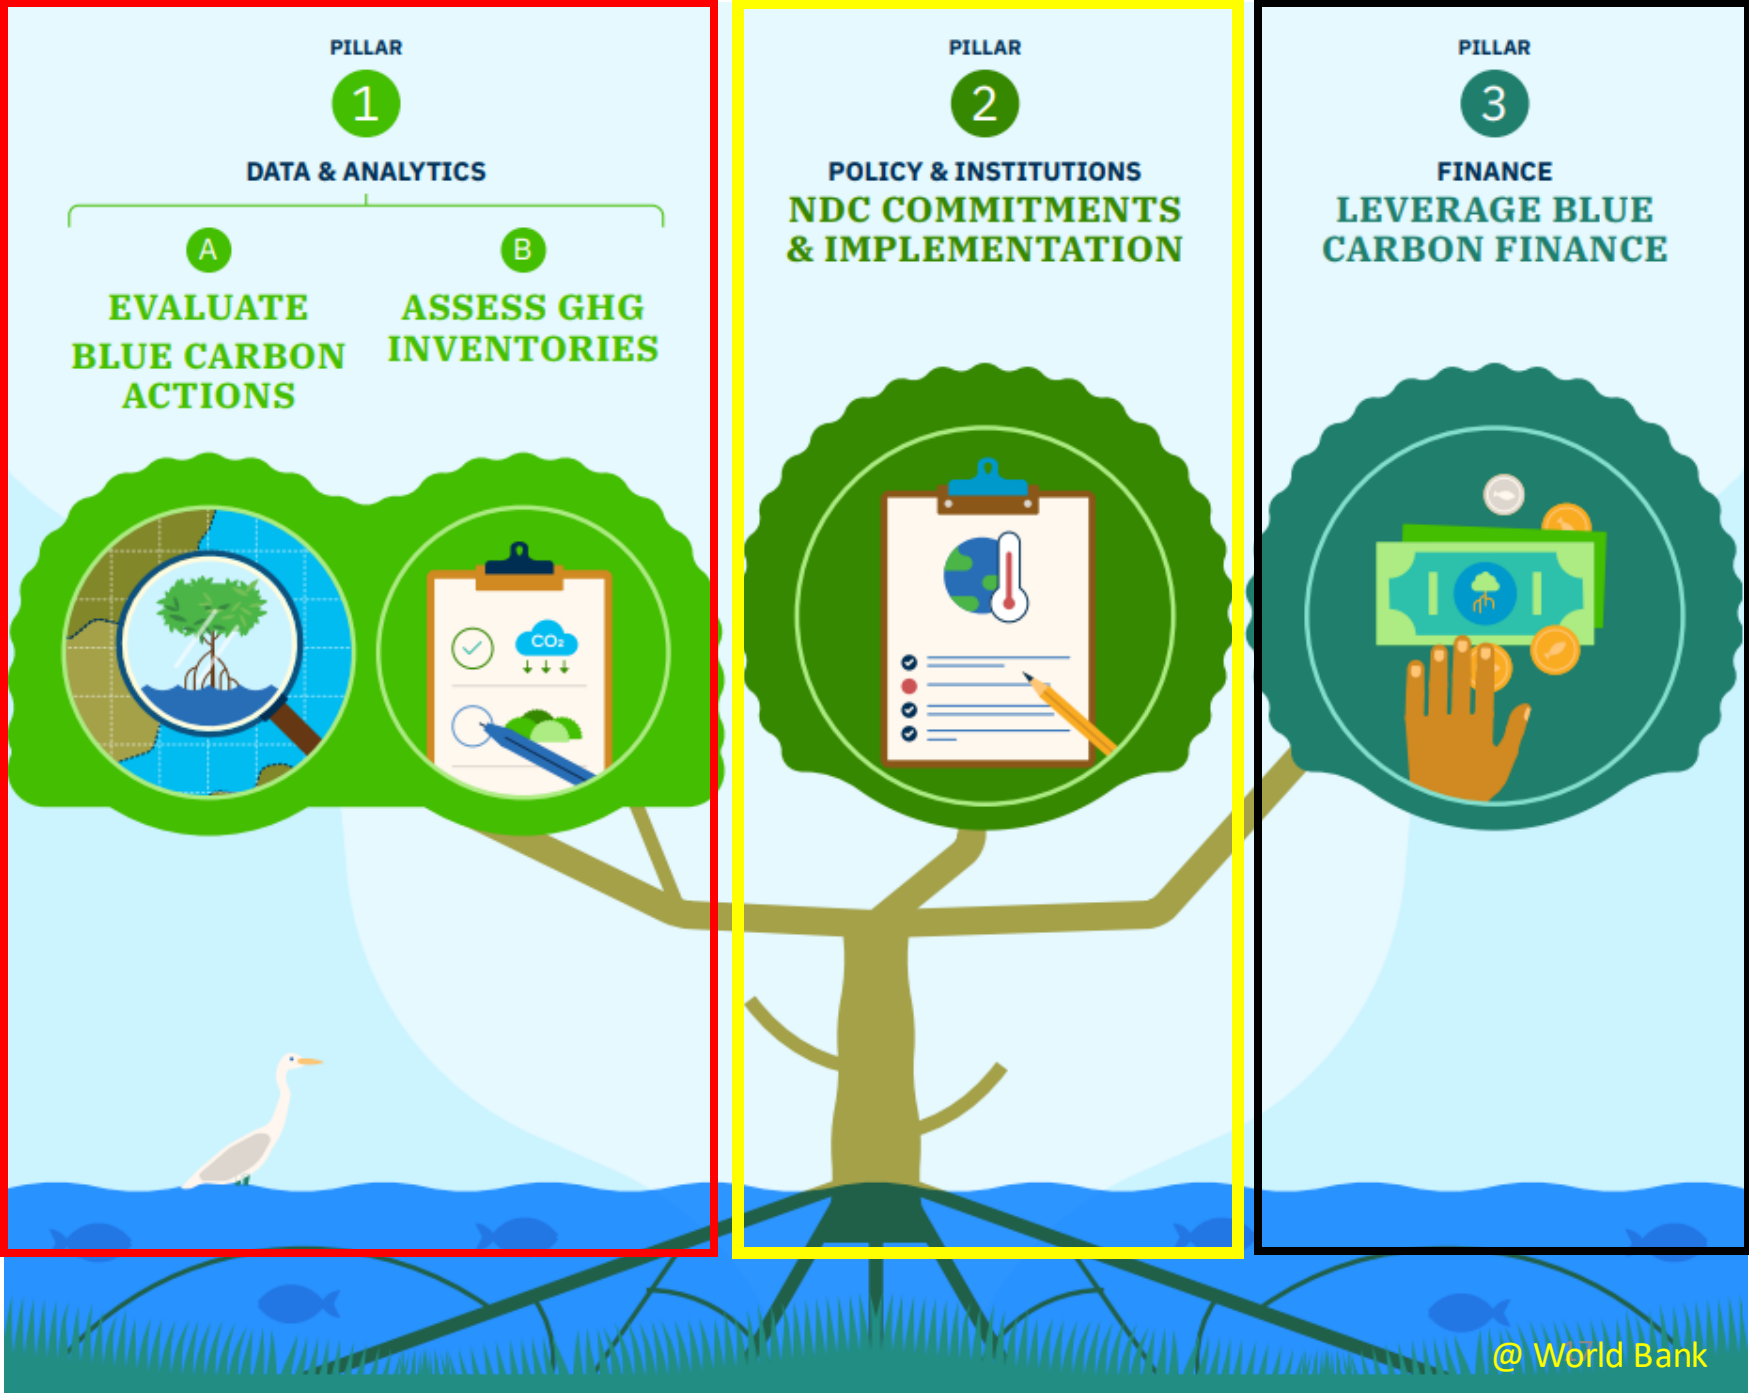 PILLAR
1
DATA & ANALYTICS
A
EVALUATE
BLUE CARBON
ACTIONS
B
ASSESS GHG
INVENTORIES
CO₂
PILLAR
2
POLICY & INSTITUTIONS
NDC COMMITMENTS
& IMPLEMENTATION
PILLAR
3
FINANCE
LEVERAGE BLUE
CARBON FINANCE
@ World Bank